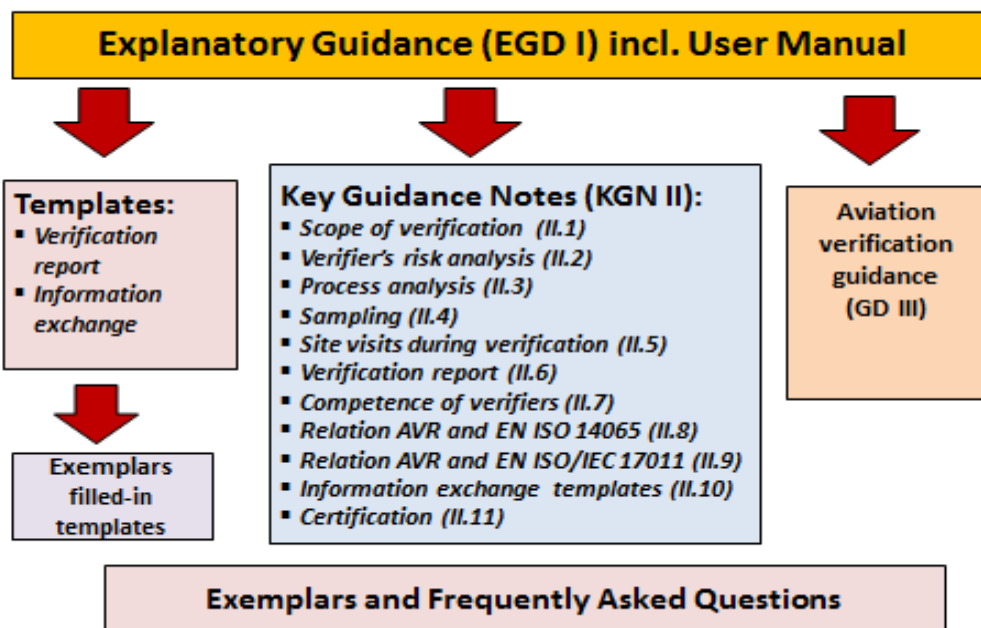 Explanatory Guidance (EGD I) incl. User Manual
Templates:
▪ Verification
report
▪ Information
exchange
Exemplars
filled-in
templates
Key Guidance Notes (KGN II):
▪ Scope of verification (II.1)
▪ Verifier's risk analysis (II.2)
▪ Process analysis (II.3)
▪ Sampling (II.4)
▪ Site visits during verification (II.5)
▪ Verification report (II.6)
▪ Competence of verifiers (II.7)
▪ Relation AVR and EN ISO 14065 (II.8)
▪ Relation AVR and EN ISO/IEC 17011 (II.9)
▪ Information exchange templates (II.10)
▪ Certification (II.11)
Aviation
verification
guidance
(GD III)
Exemplars and Frequently Asked Questions